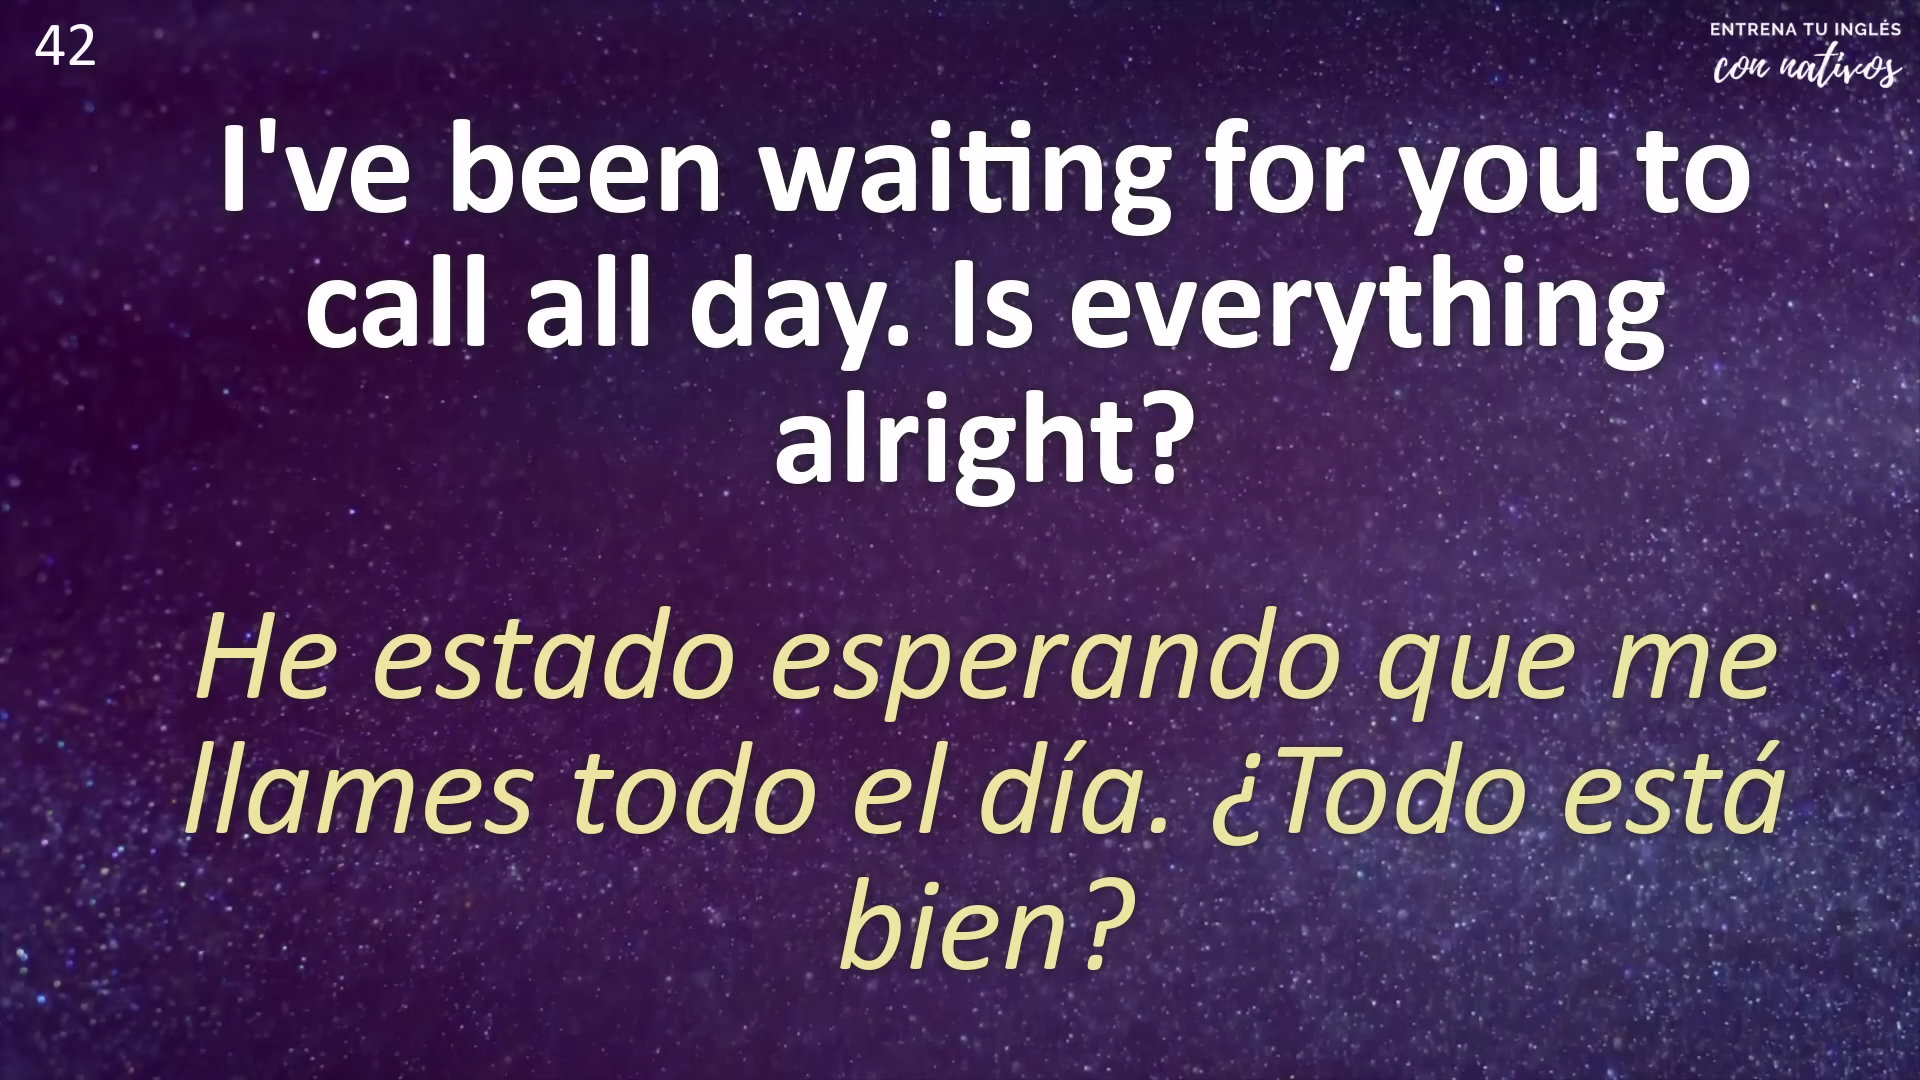 42
ENTRENA TU INGLÉS
con nativos
I've been waiting for you to
call all day. Is everything
alright?
He estado esperando que me
llames todo el día. ¿Todo está
bien?